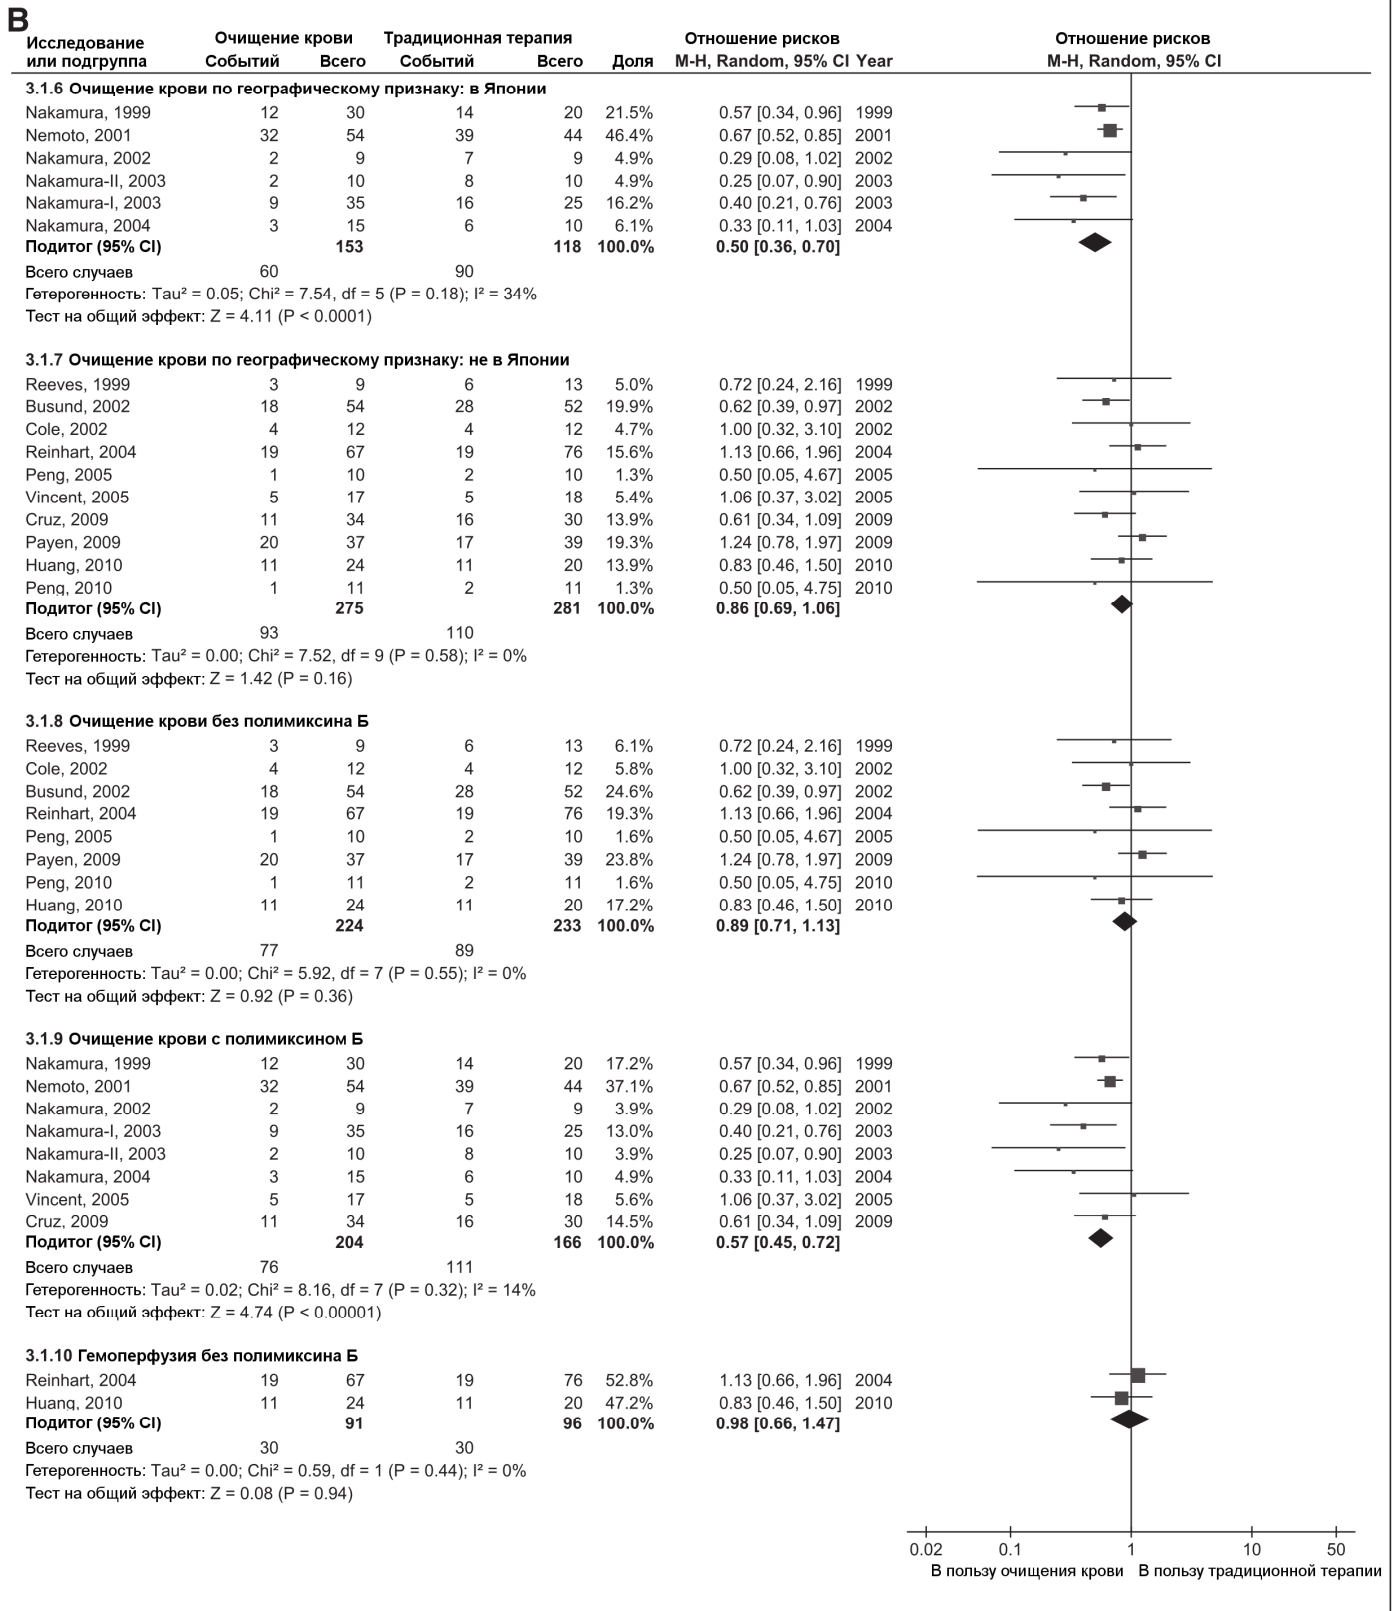 B
Исследование или подгруппа Очищение крови Событий Всего Традиционная терапия Событий Всего Доля Отношение рисков M-H, Random, 95% CI Year Отношение рисков M-H, Random, 95% CI
3.1.6 Очищение крови по географическому признаку: в Японии
Nakamura, 1999 12 30 14 20 21.5% 0.57 [0.34, 0.96] 1999
Nemoto, 2001 32 54 39 44 46.4% 0.67 [0.52, 0.85] 2001
Nakamura, 2002 2 9 7 9 4.9% 0.29 [0.08, 1.02] 2002
Nakamura-II, 2003 2 10 8 10 4.9% 0.25 [0.07, 0.90] 2003
Nakamura-I, 2003 9 35 16 25 16.2% 0.40 [0.21, 0.76] 2003
Nakamura, 2004 3 15 6 10 6.1% 0.33 [0.11, 1.03] 2004
Подитог (95% CI) 153 118 100.0% 0.50 [0.36, 0.70]
Всего случаев 60 90
Гетерогенность: Tau² = 0.05; Chi² = 7.54, df = 5 (P = 0.18); I² = 34%
Тест на общий эффект: Z = 4.11 (P < 0.0001)
3.1.7 Очищение крови по географическому признаку: не в Японии
Reeves, 1999 3 9 6 13 5.0% 0.72 [0.24, 2.16] 1999
Busund, 2002 18 54 28 52 19.9% 0.62 [0.39, 0.97] 2002
Cole, 2002 4 12 4 12 4.7% 1.00 [0.32, 3.10] 2002
Reinhart, 2004 19 67 19 76 15.6% 1.13 [0.66, 1.96] 2004
Peng, 2005 1 10 2 10 1.3% 0.50 [0.05, 4.67] 2005
Vincent, 2005 5 17 5 18 5.4% 1.06 [0.37, 3.02] 2005
Cruz, 2009 11 34 16 30 13.9% 0.61 [0.34, 1.09] 2009
Payen, 2009 20 37 17 39 19.3% 1.24 [0.78, 1.97] 2009
Huang, 2010 11 24 11 20 13.9% 0.83 [0.46, 1.50] 2010
Peng, 2010 1 11 2 11 1.3% 0.50 [0.05, 4.75] 2010
Подитог (95% CI) 275 281 100.0% 0.86 [0.69, 1.06]
Всего случаев 93 110
Гетерогенность: Tau² = 0.00; Chi² = 7.52, df = 9 (P = 0.58); I² = 0%
Тест на общий эффект: Z = 1.42 (P = 0.16)
3.1.8 Очищение крови без полимиксина Б
Reeves, 1999 3 9 6 13 6.1% 0.72 [0.24, 2.16] 1999
Cole, 2002 4 12 4 12 5.8% 1.00 [0.32, 3.10] 2002
Busund, 2002 18 54 28 52 24.6% 0.62 [0.39, 0.97] 2002
Reinhart, 2004 19 67 19 76 19.3% 1.13 [0.66, 1.96] 2004
Peng, 2005 1 10 2 10 1.6% 0.50 [0.05, 4.67] 2005
Payen, 2009 20 37 17 39 23.8% 1.24 [0.78, 1.97] 2009
Peng, 2010 1 11 2 11 1.6% 0.50 [0.05, 4.75] 2010
Huang, 2010 11 24 11 20 17.2% 0.83 [0.46, 1.50] 2010
Подитог (95% CI) 224 233 100.0% 0.89 [0.71, 1.13]
Всего случаев 77 89
Гетерогенность: Tau² = 0.00; Chi² = 5.92, df = 7 (P = 0.55); I² = 0%
Тест на общий эффект: Z = 0.92 (P = 0.36)
3.1.9 Очищение крови с полимиксином Б
Nakamura, 1999 12 30 14 20 17.2% 0.57 [0.34, 0.96] 1999
Nemoto, 2001 32 54 39 44 37.1% 0.67 [0.52, 0.85] 2001
Nakamura, 2002 2 9 7 9 3.9% 0.29 [0.08, 1.02] 2002
Nakamura-I, 2003 9 35 16 25 13.0% 0.40 [0.21, 0.76] 2003
Nakamura-II, 2003 2 10 8 10 3.9% 0.25 [0.07, 0.90] 2003
Nakamura, 2004 3 15 6 10 4.9% 0.33 [0.11, 1.03] 2004
Vincent, 2005 5 17 5 18 5.6% 1.06 [0.37, 3.02] 2005
Cruz, 2009 11 34 16 30 14.5% 0.61 [0.34, 1.09] 2009
Подитог (95% CI) 204 166 100.0% 0.57 [0.45, 0.72]
Всего случаев 76 111
Гетерогенность: Tau² = 0.02; Chi² = 8.16, df = 7 (P = 0.32); I² = 14%
Тест на общий эффект: Z = 4.74 (P < 0.00001)
3.1.10 Гемоперфузия без полимиксина Б
Reinhart, 2004 19 67 19 76 52.8% 1.13 [0.66, 1.96] 2004
Huang, 2010 11 24 11 20 47.2% 0.83 [0.46, 1.50] 2010
Подитог (95% CI) 91 96 100.0% 0.98 [0.66, 1.47]
Всего случаев 30 30
Гетерогенность: Tau² = 0.00; Chi² = 0.59, df = 1 (P = 0.44); I² = 0%
Тест на общий эффект: Z = 0.08 (P = 0.94)
0.02 0.1 1 10 50
В пользу очищения крови В пользу традиционной терапии